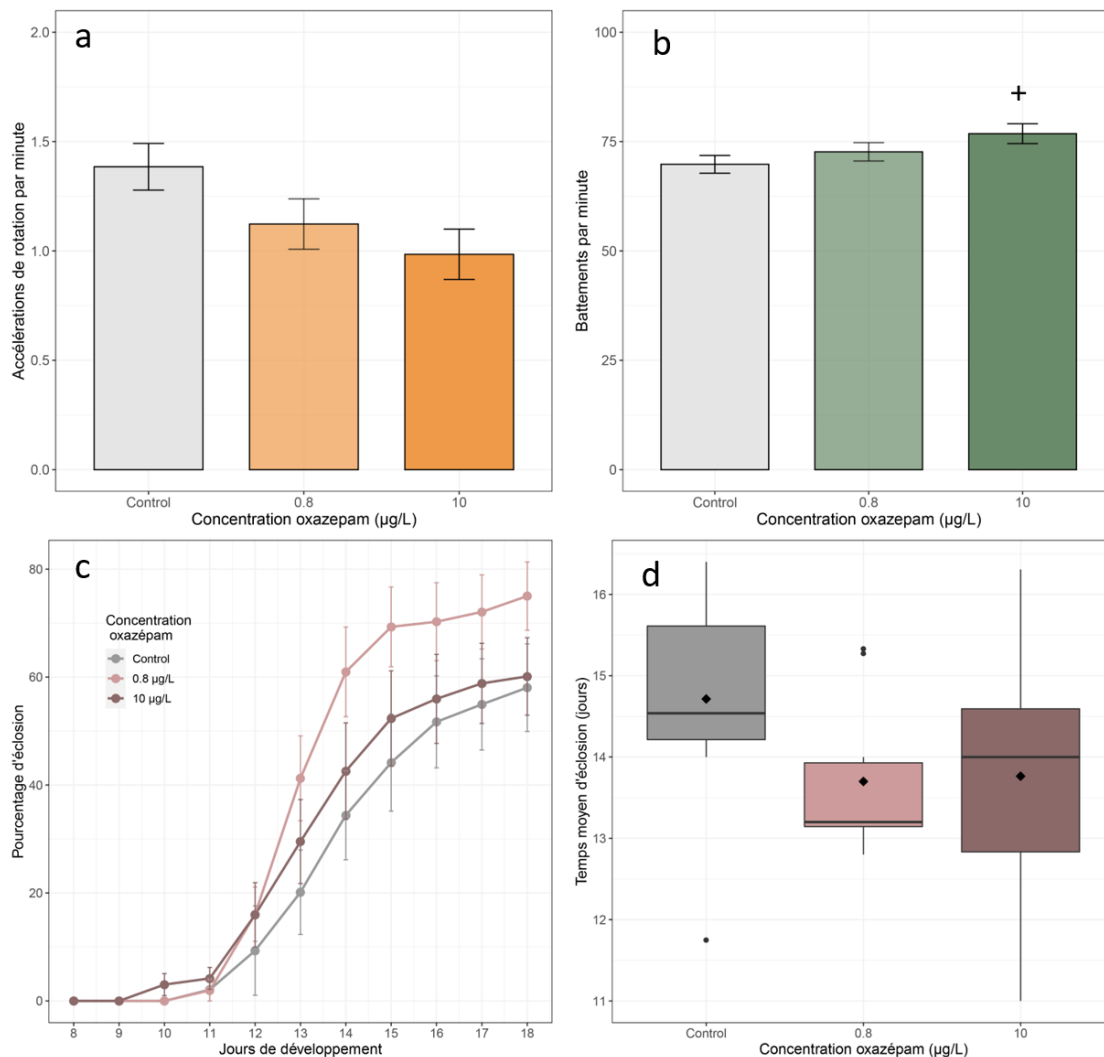 a
2.0
1.5
1.0
0.5
0.0
Accélérations de rotation par minute
Control
0.8
10
Concentration oxazepam (µg/L)
b
+
100
75
50
25
0
Battements par minute
Control
0.8
10
Concentration oxazepam (µg/L)
c
80
60
40
20
0
Pourcentage d'éclosion
Concentration
oxazépam
Control
0.8 µg/L
10 µg/L
8 9 10 11 12 13 14 15 16 17 18
Jours de développement
d
16
15
14
13
12
11
Temps moyen d'éclosion (jours)
Control
0.8
10
Concentration oxazépam (µg/L)